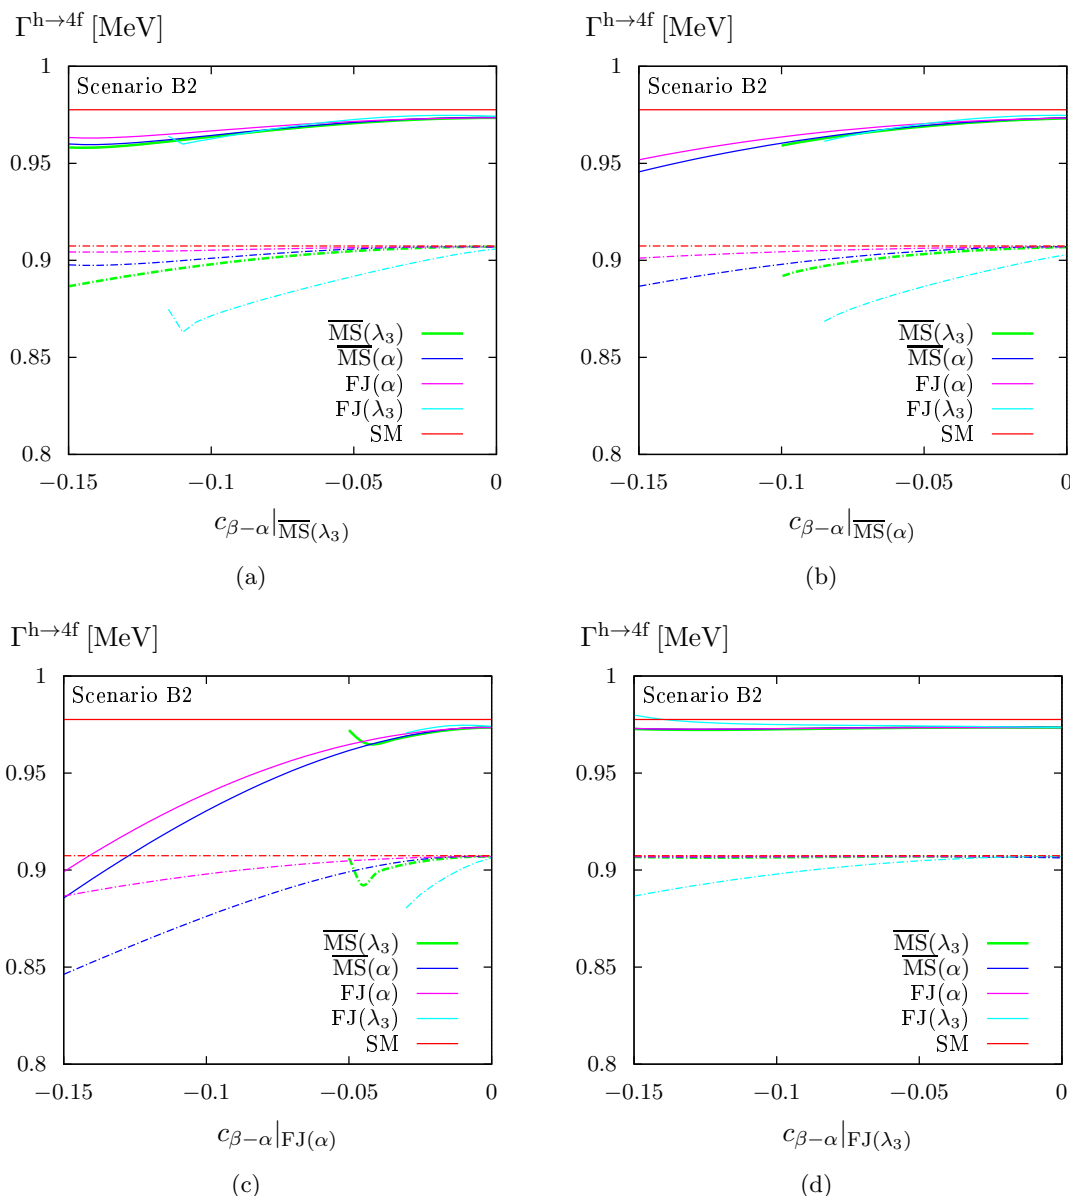 Γ^{h→4f} [MeV]
1
Scenario B2
0.95
0.9
0.85
0.8
MS̅(λ₃)
MS̅(α)
FJ(α)
FJ(λ₃)
SM
−0.15 −0.1 −0.05 0
c_{β−α}|_{MS̅(λ₃)}
(a)
Γ^{h→4f} [MeV]
1
Scenario B2
0.95
0.9
0.85
0.8
MS̅(λ₃)
MS̅(α)
FJ(α)
FJ(λ₃)
SM
−0.15 −0.1 −0.05 0
c_{β−α}|_{MS̅(α)}
(b)
Γ^{h→4f} [MeV]
1
Scenario B2
0.95
0.9
0.85
0.8
MS̅(λ₃)
MS̅(α)
FJ(α)
FJ(λ₃)
SM
−0.15 −0.1 −0.05 0
c_{β−α}|_{FJ(α)}
(c)
Γ^{h→4f} [MeV]
1
Scenario B2
0.95
0.9
0.85
0.8
MS̅(λ₃)
MS̅(α)
FJ(α)
FJ(λ₃)
SM
−0.15 −0.1 −0.05 0
c_{β−α}|_{FJ(λ₃)}
(d)